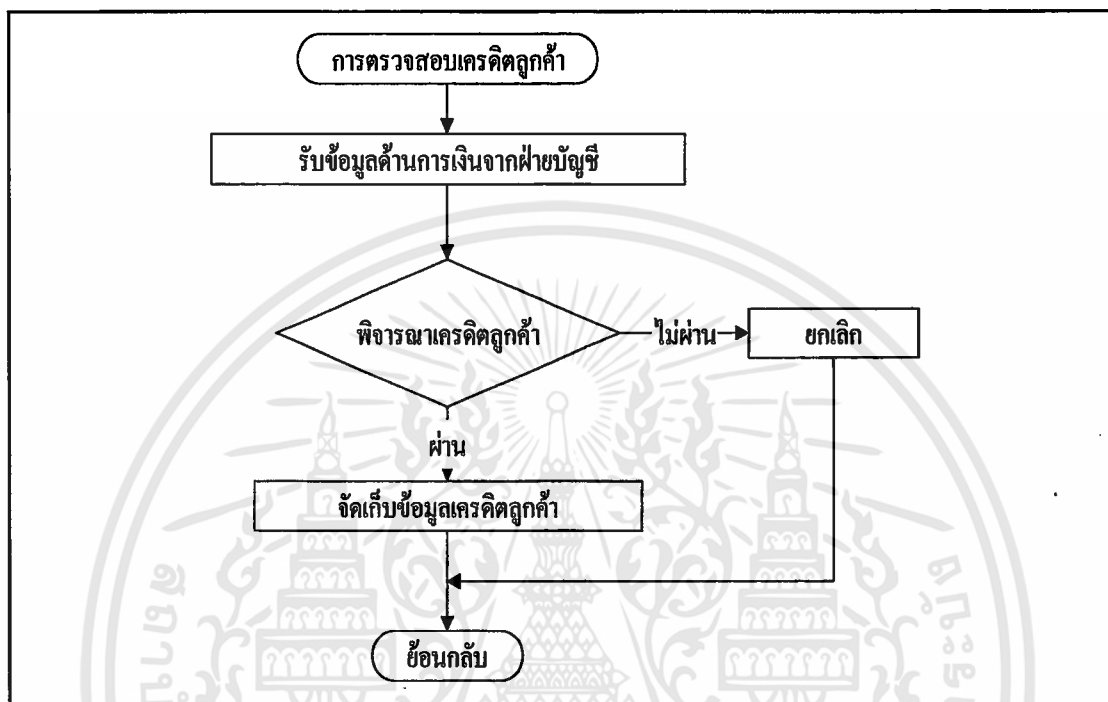 การตรวจสอบเครดิตลูกค้า
รับข้อมูลด้านการเงินจากฝ่ายบัญชี
พิจารณาเครดิตลูกค้า
ไม่ผ่าน
ยกเลิก
ผ่าน
จัดเก็บข้อมูลเครดิตลูกค้า
ย้อนกลับ